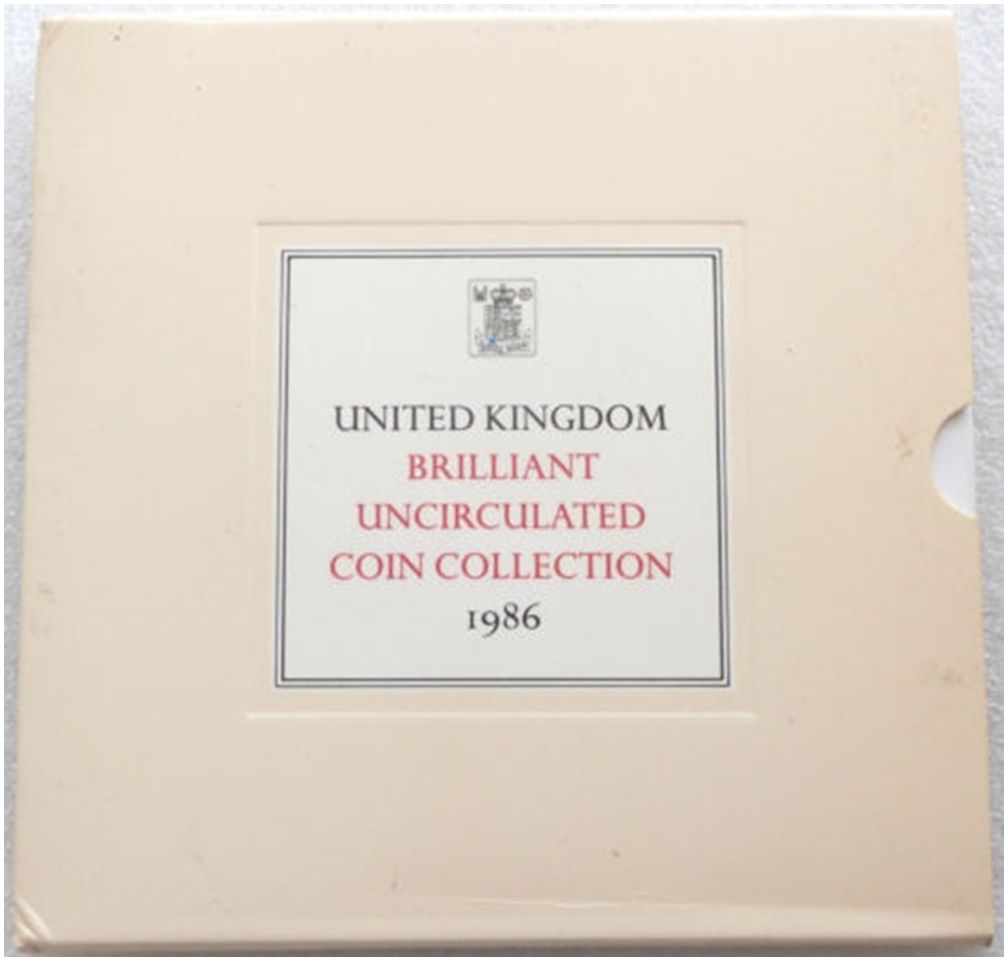 UNITED KINGDOM
BRILLIANT
UNCIRCULATED
COIN COLLECTION
1986